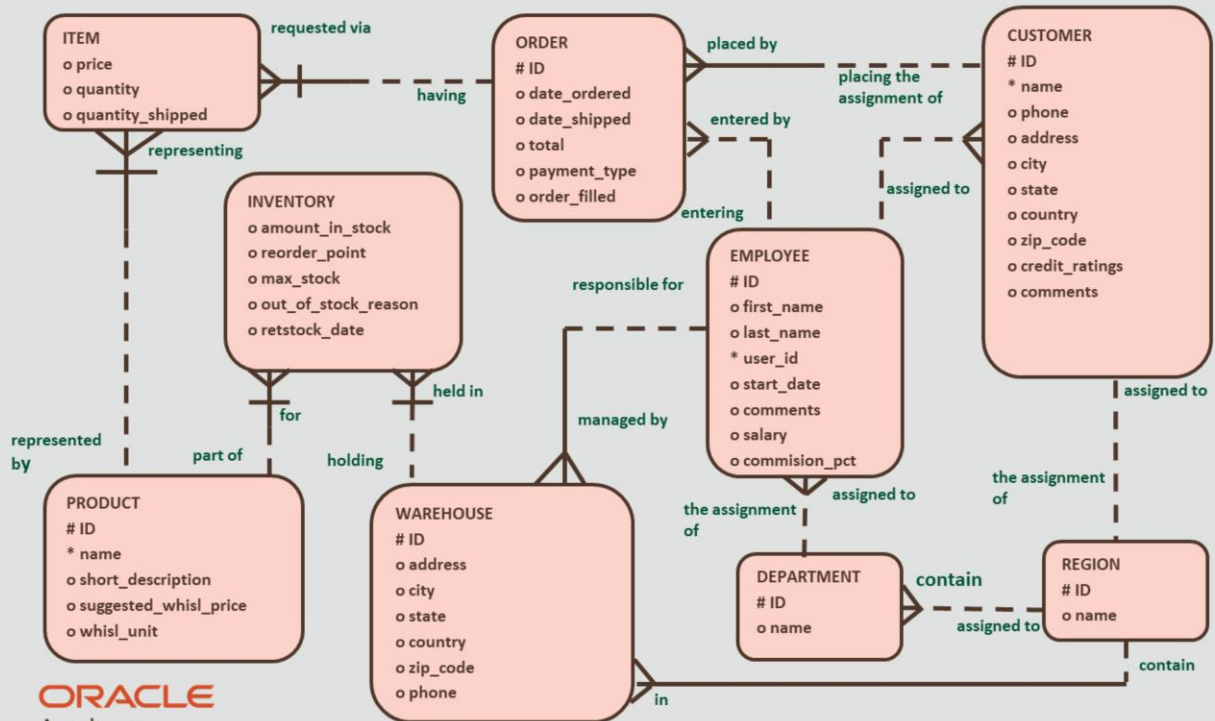 ITEM
o price
o quantity
o quantity_shipped
requested via
having
ORDER
# ID
o date_ordered
o date_shipped
o total
o payment_type
o order_filled
placed by
placing the
assignment of
entered by
entering
CUSTOMER
# ID
* name
o phone
o address
o city
o state
o country
o zip_code
o credit_ratings
o comments
assigned to
representing
INVENTORY
o amount_in_stock
o reorder_point
o max_stock
o out_of_stock_reason
o retstock_date
responsible for
EMPLOYEE
# ID
o first_name
o last_name
* user_id
o start_date
o comments
o salary
o commision_pct
held in
for
managed by
assigned to
represented
by
part of
holding
the assignment
of
assigned to
the assignment
of
PRODUCT
# ID
* name
o short_description
o suggested_whisl_price
o whisl_unit
WAREHOUSE
# ID
o address
o city
o state
o country
o zip_code
o phone
DEPARTMENT
# ID
o name
contain
assigned to
REGION
# ID
o name
contain
in
ORACLE